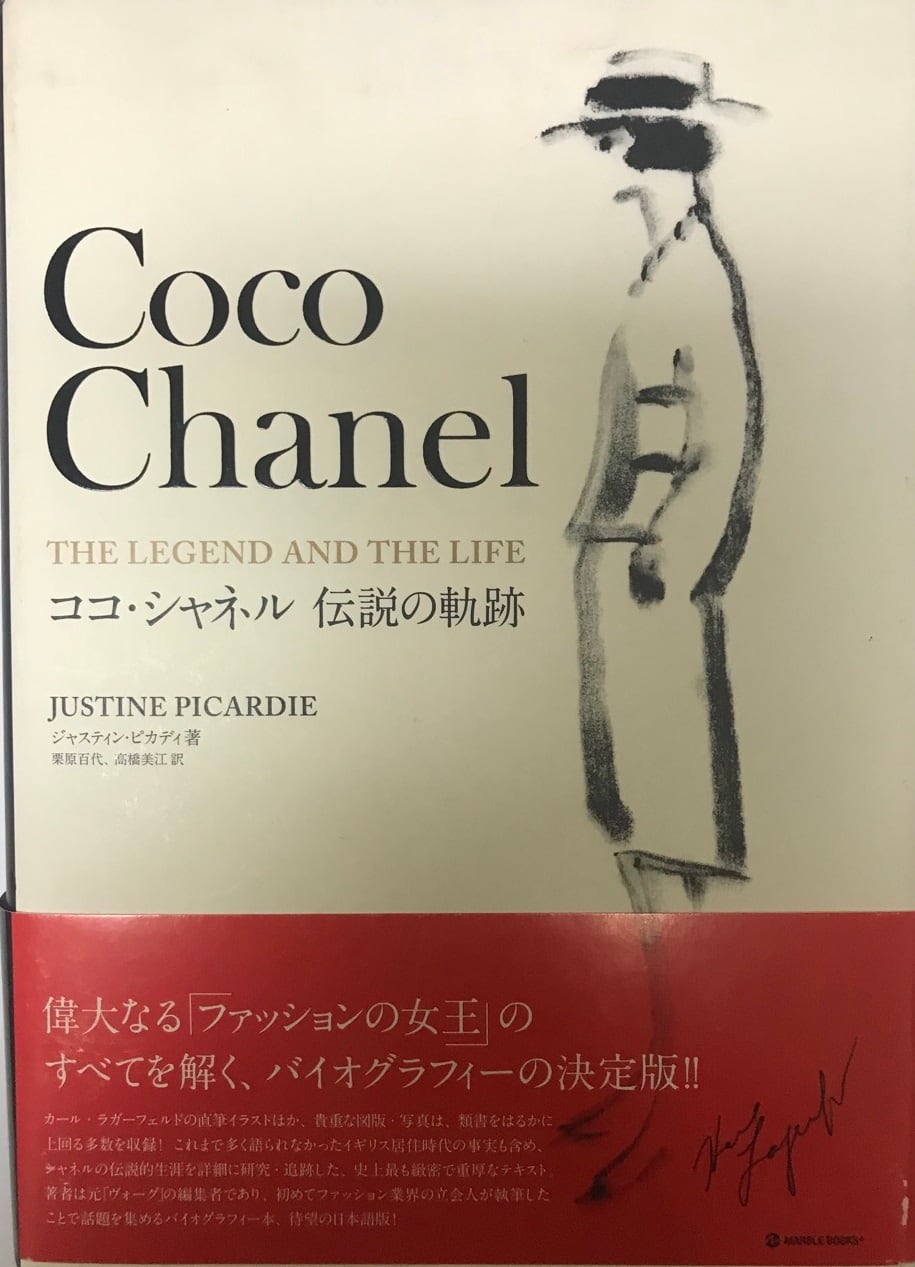 Coco
Chanel
THE LEGEND AND THE LIFE
ココ・シャネル 伝説の軌跡
JUSTINE PICARDIE
ジャスティン・ピカディ著
栗原百代、高橋美江 訳
偉大なる「ファッションの女王」の
すべてを解く、バイオグラフィーの決定版!!
カール・ラガーフェルドの直筆イラストほか、貴重な図版・写真は、類書をはるかに
上回る多数を収録! これまで多く語られなかったイギリス居住時代の事実も含め、
シャネルの伝説的生涯を詳細に研究・追跡した、史上最も緻密で重厚なテキスト。
著者は元「ヴォーグ」の編集者であり、初めてファッション業界の立会人が執筆した
ことで話題を集めるバイオグラフィー本、待望の日本語版!
MARBLE BOOKS+